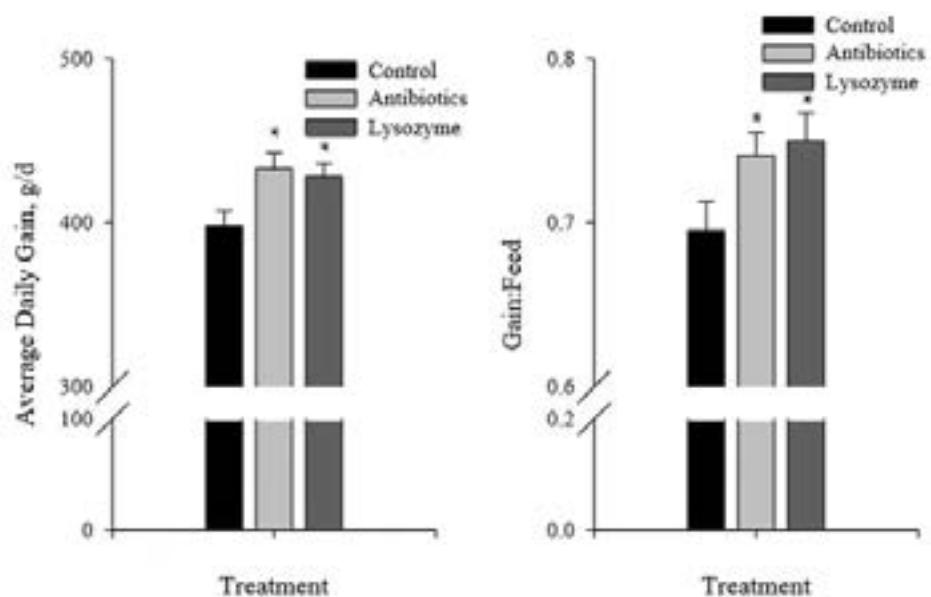 Control
Antibiotics
Lysozyme
500
400
300
100
0
Average Daily Gain, g/d
*
*
Treatment
Control
Antibiotics
Lysozyme
0.8
0.7
0.6
0.2
0.0
Gain:Feed
*
*
Treatment